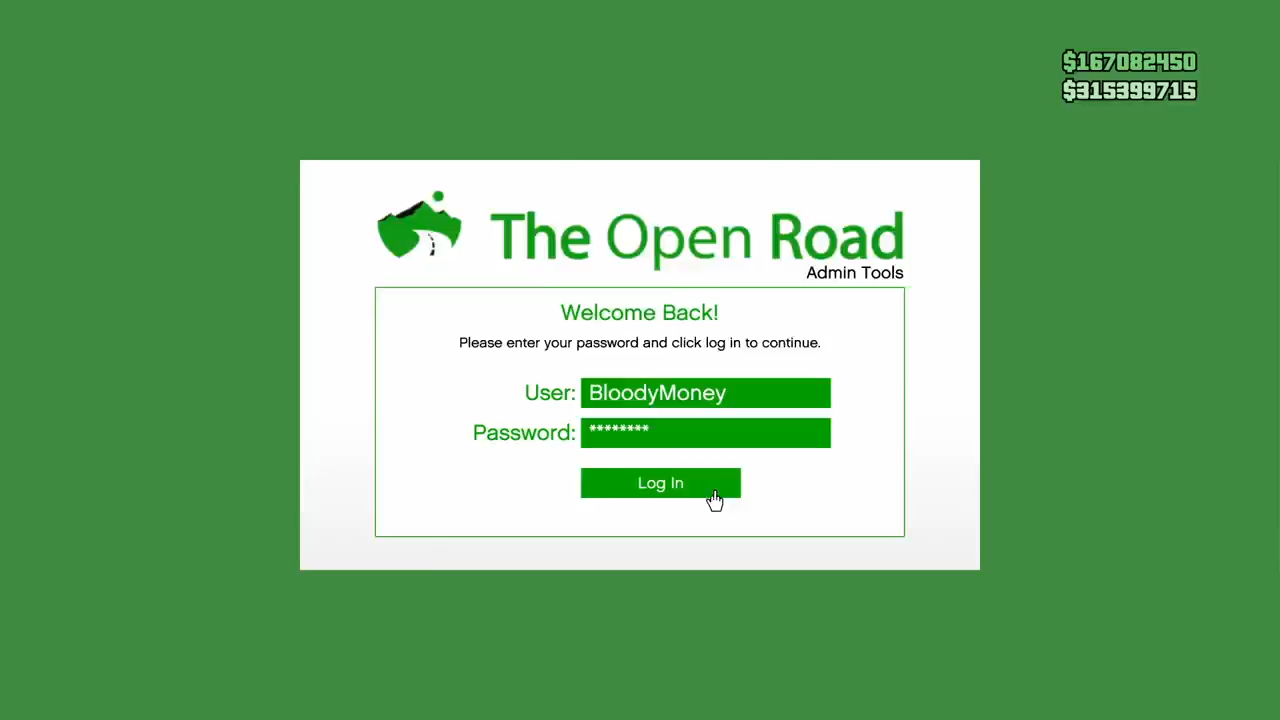 $167082450
$315399715
The Open Road
Admin Tools
Welcome Back!
Please enter your password and click log in to continue.
User: BloodyMoney
Password: ********
Log In